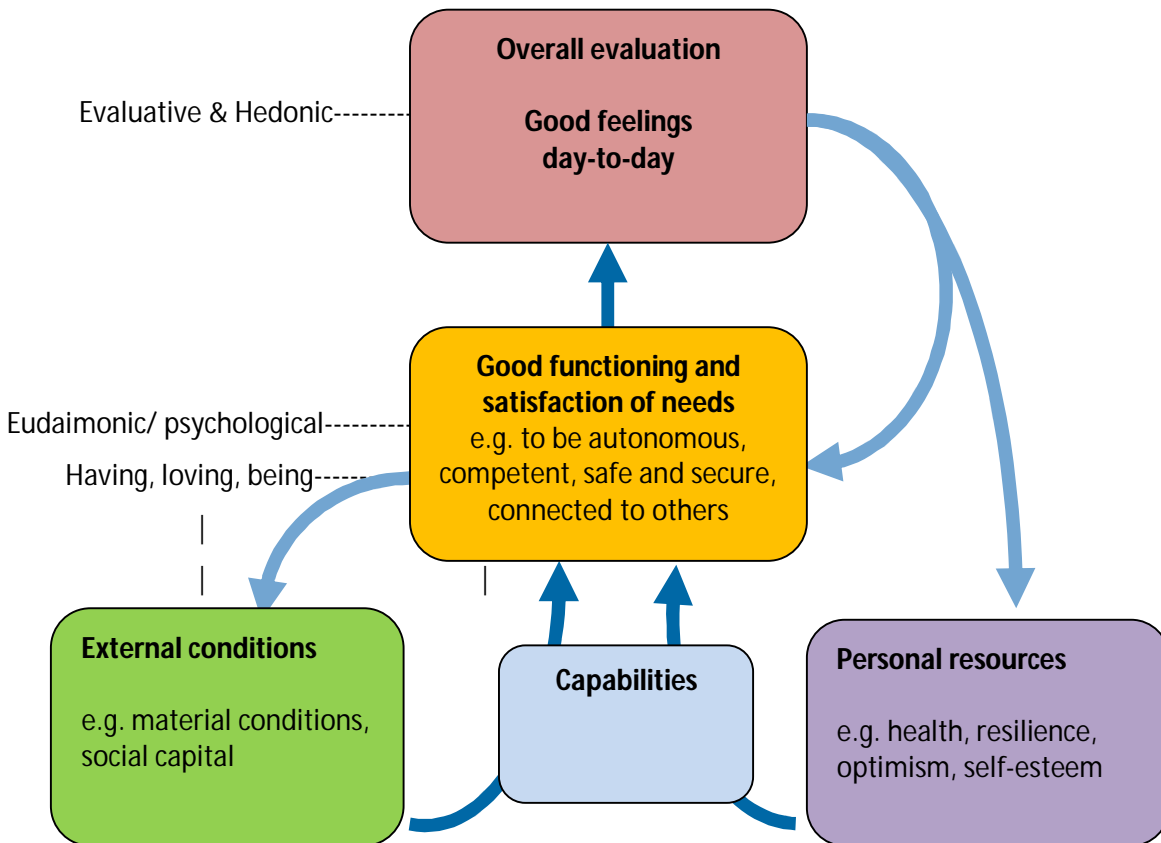 Overall evaluation
Good feelings
day-to-day
Evaluative & Hedonic-----------
Good functioning and
satisfaction of needs
e.g. to be autonomous,
competent, safe and secure,
connected to others
Eudaimonic/ psychological-----------
Having, loving, being--------
External conditions
e.g. material conditions,
social capital
Capabilities
Personal resources
e.g. health, resilience,
optimism, self-esteem